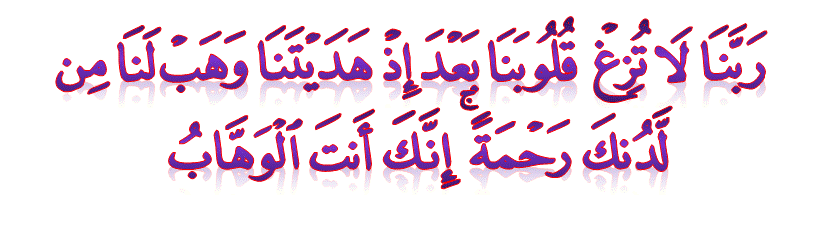 رَبَّنَا لَا تُزِغْ قُلُوبَنَا بَعْدَ إِذْ هَدَيْتَنَا وَهَبْ لَنَا مِن
لَّدُنكَ رَحْمَةً ۚ إِنَّكَ أَنتَ الْوَهَّابُ